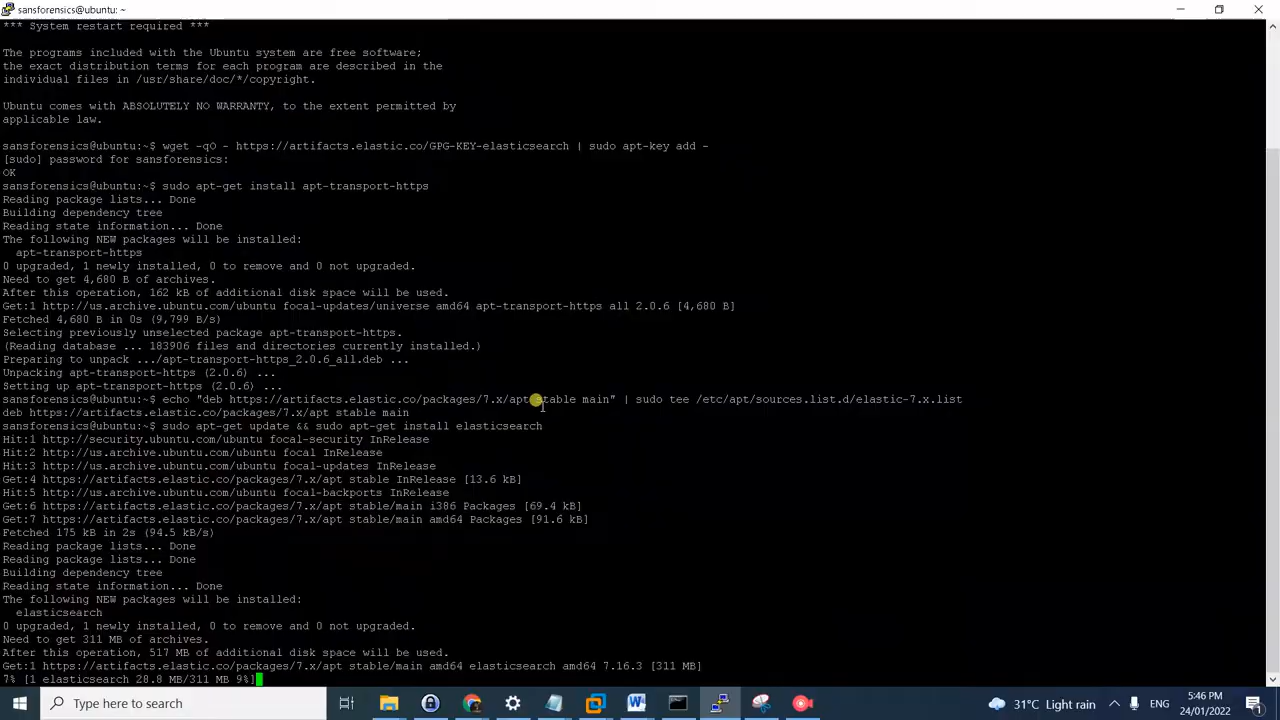 sansforensics@ubuntu: ~
*** System restart required ***
The programs included with the Ubuntu system are free software;
the exact distribution terms for each program are described in the
individual files in /usr/share/doc/*/copyright.
Ubuntu comes with ABSOLUTELY NO WARRANTY, to the extent permitted by
applicable law.
sansforensics@ubuntu:~$ wget -qO - https://artifacts.elastic.co/GPG-KEY-elasticsearch | sudo apt-key add -
[sudo] password for sansforensics:
OK
sansforensics@ubuntu:~$ sudo apt-get install apt-transport-https
Reading package lists... Done
Building dependency tree
Reading state information... Done
The following NEW packages will be installed:
  apt-transport-https
0 upgraded, 1 newly installed, 0 to remove and 0 not upgraded.
Need to get 4,680 B of archives.
After this operation, 162 kB of additional disk space will be used.
Get:1 http://us.archive.ubuntu.com/ubuntu focal-updates/universe amd64 apt-transport-https all 2.0.6 [4,680 B]
Fetched 4,680 B in 0s (9,799 B/s)
Selecting previously unselected package apt-transport-https.
(Reading database ... 183906 files and directories currently installed.)
Preparing to unpack .../apt-transport-https_2.0.6_all.deb ...
Unpacking apt-transport-https (2.0.6) ...
Setting up apt-transport-https (2.0.6) ...
sansforensics@ubuntu:~$ echo "deb https://artifacts.elastic.co/packages/7.x/apt stable main" | sudo tee /etc/apt/sources.list.d/elastic-7.x.list
deb https://artifacts.elastic.co/packages/7.x/apt stable main
sansforensics@ubuntu:~$ sudo apt-get update && sudo apt-get install elasticsearch
Hit:1 http://security.ubuntu.com/ubuntu focal-security InRelease
Hit:2 http://us.archive.ubuntu.com/ubuntu focal InRelease
Hit:3 http://us.archive.ubuntu.com/ubuntu focal-updates InRelease
Get:4 https://artifacts.elastic.co/packages/7.x/apt stable InRelease [13.6 kB]
Hit:5 http://us.archive.ubuntu.com/ubuntu focal-backports InRelease
Get:6 https://artifacts.elastic.co/packages/7.x/apt stable/main i386 Packages [69.4 kB]
Get:7 https://artifacts.elastic.co/packages/7.x/apt stable/main amd64 Packages [91.6 kB]
Fetched 175 kB in 2s (94.5 kB/s)
Reading package lists... Done
Reading package lists... Done
Building dependency tree
Reading state information... Done
The following NEW packages will be installed:
  elasticsearch
0 upgraded, 1 newly installed, 0 to remove and 0 not upgraded.
Need to get 311 MB of archives.
After this operation, 517 MB of additional disk space will be used.
Get:1 https://artifacts.elastic.co/packages/7.x/apt stable/main amd64 elasticsearch amd64 7.16.3 [311 MB]
7% [1 elasticsearch 28.8 MB/311 MB 9%]
Type here to search
31°C Light rain
ENG
5:46 PM
24/01/2022
1